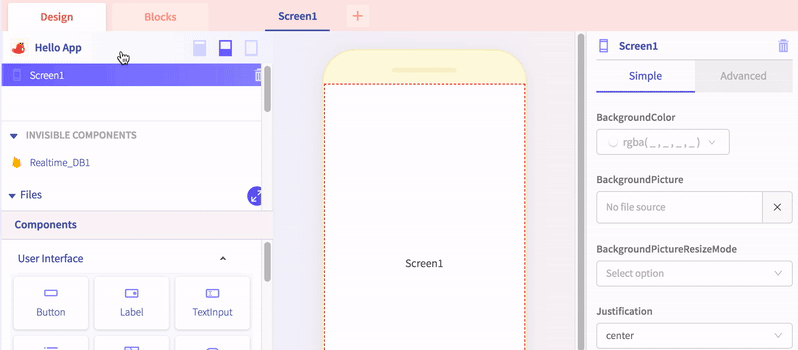 Design
Blocks
Screen1
Hello App
Screen1
INVISIBLE COMPONENTS
Realtime_DB1
Files
Components
User Interface
Button
Label
TextInput
Screen1
Screen1
Simple
Advanced
BackgroundColor
rgba( _ , _ , _ , _ )
BackgroundPicture
No file source
BackgroundPictureResizeMode
Select option
Justification
center